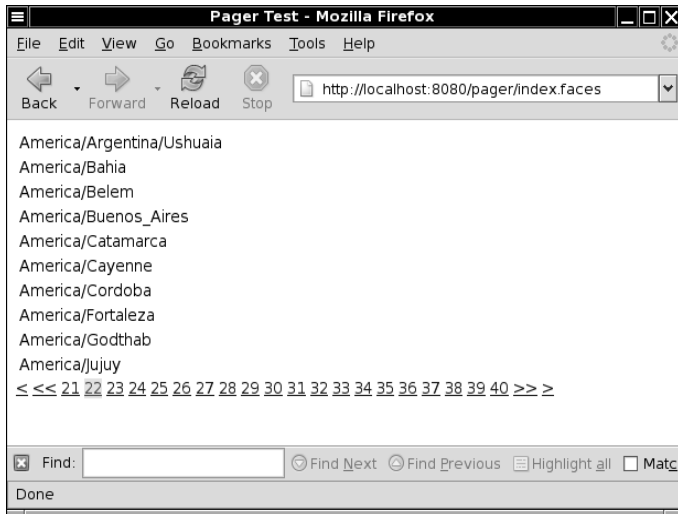 Pager Test - Mozilla Firefox
File Edit View Go Bookmarks Tools Help
Back Forward Reload Stop http://localhost:8080/pager/index.faces
America/Argentina/Ushuaia
America/Bahia
America/Belem
America/Buenos_Aires
America/Catamarca
America/Cayenne
America/Cordoba
America/Fortaleza
America/Godthab
America/Jujuy
< << 21 22 23 24 25 26 27 28 29 30 31 32 33 34 35 36 37 38 39 40 >> >
Find: Find Next Find Previous Highlight all Matc
Done